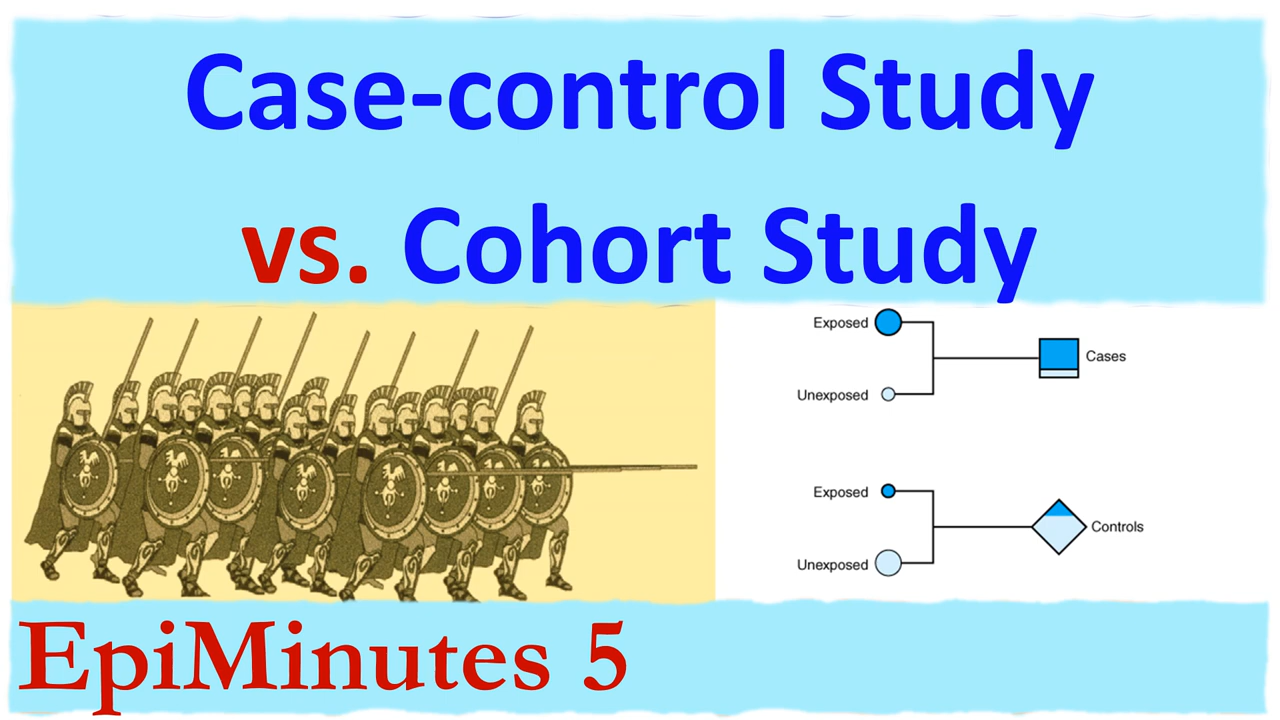 Case-control Study
vs. Cohort Study
Exposed
Cases
Unexposed
Exposed
Controls
Unexposed
EpiMinutes 5